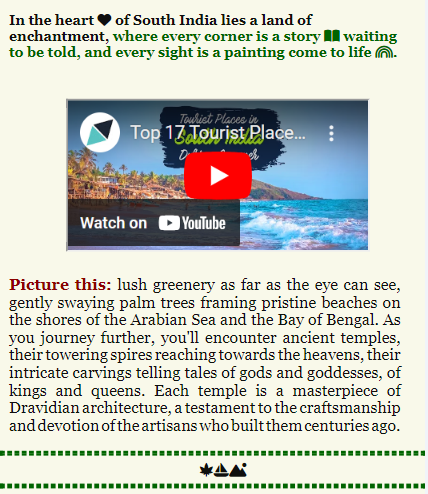 In the heart of South India lies a land of
enchantment, where every corner is a story waiting
to be told, and every sight is a painting come to life.
Tourist Places in
Top 17 Tourist Place...
South India
Watch on YouTube
Picture this: lush greenery as far as the eye can see,
gently swaying palm trees framing pristine beaches on
the shores of the Arabian Sea and the Bay of Bengal. As
you journey further, you'll encounter ancient temples,
their towering spires reaching towards the heavens, their
intricate carvings telling tales of gods and goddesses, of
kings and queens. Each temple is a masterpiece of
Dravidian architecture, a testament to the craftsmanship
and devotion of the artisans who built them centuries ago.